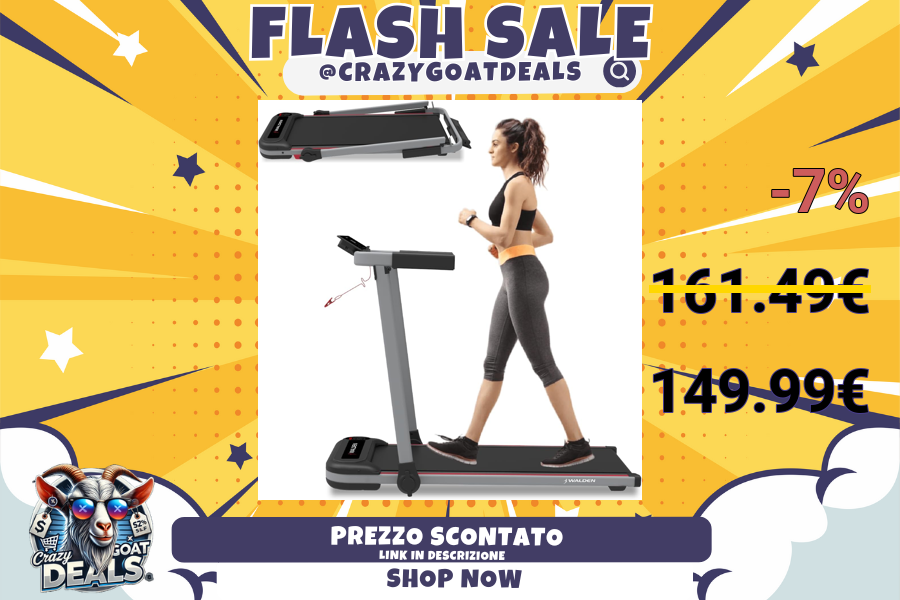 FLASH SALE
@CRAZYGOATDEALS
-7%
161.49€
149.99€
WALDEN
$
52%
Crazy
GOAT
DEALS
PREZZO SCONTATO
LINK IN DESCRIZIONE
SHOP NOW